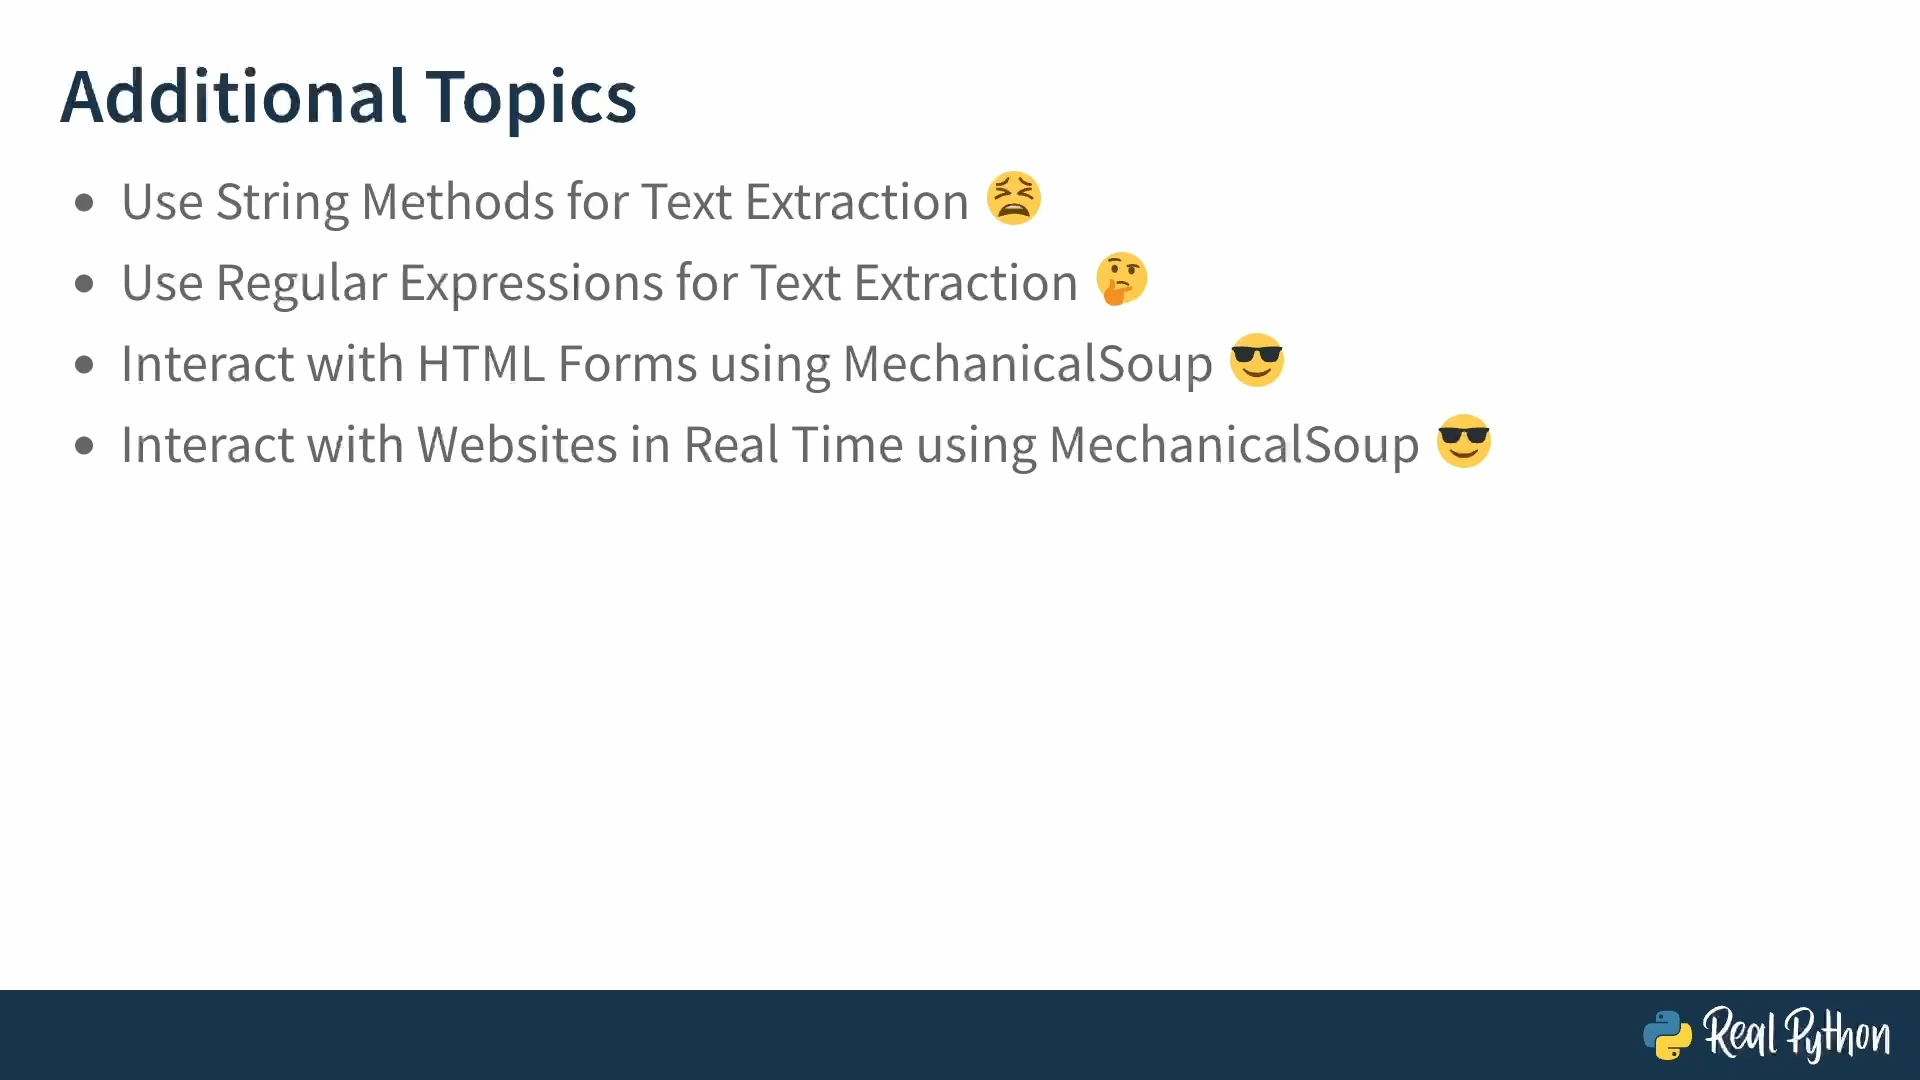 Additional Topics
• Use String Methods for Text Extraction 😫
• Use Regular Expressions for Text Extraction 🤔
• Interact with HTML Forms using MechanicalSoup 😎
• Interact with Websites in Real Time using MechanicalSoup 😎
Real Python